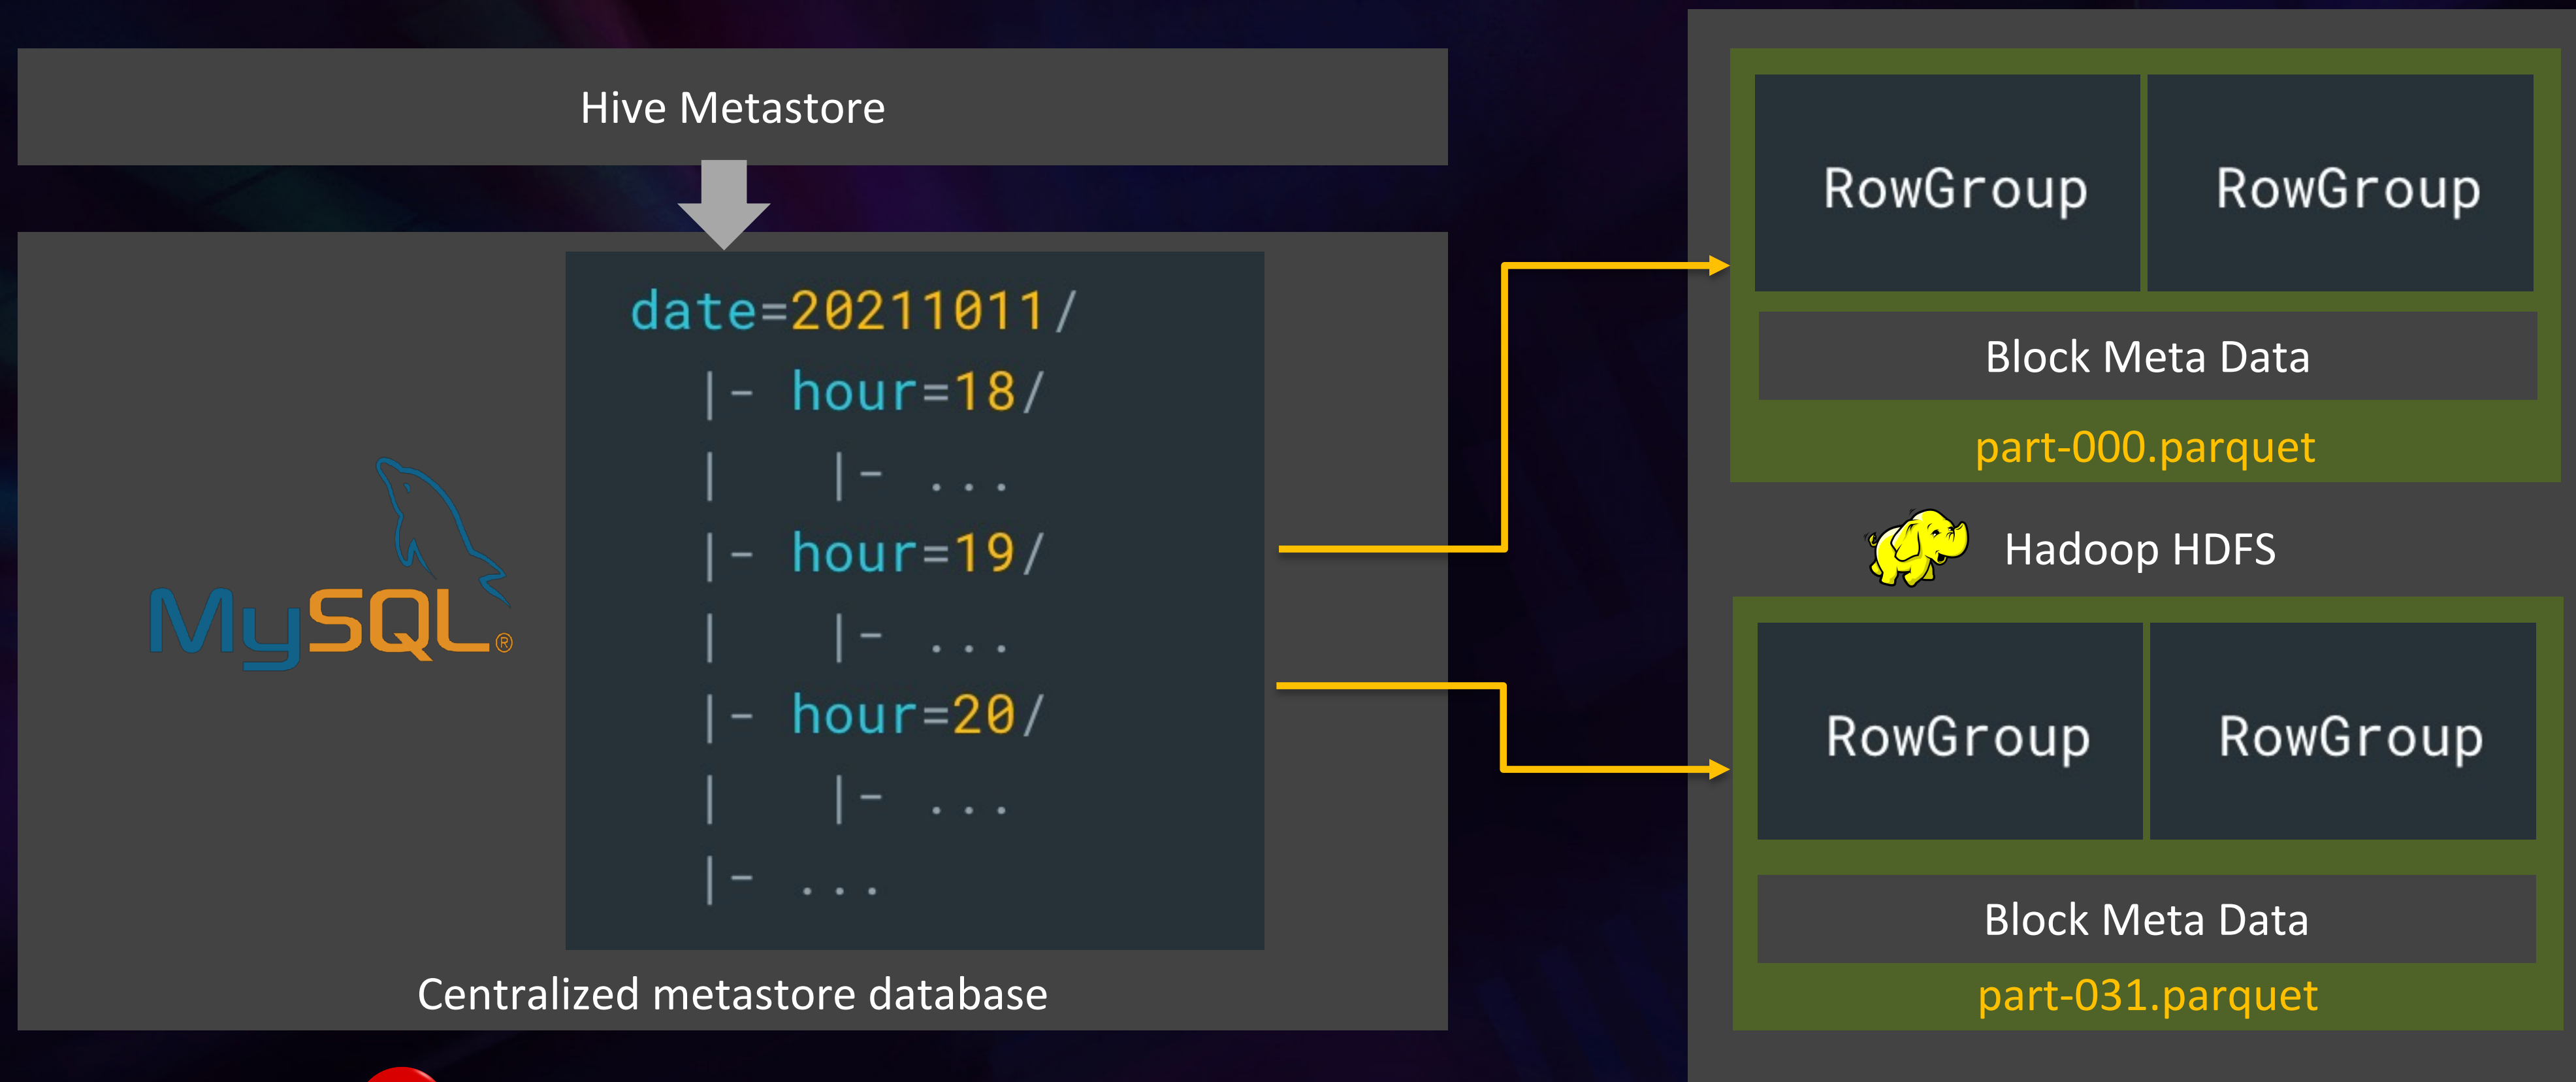 Hive Metastore
date=20211011/
|- hour=18/
|   |- ...
|- hour=19/
|   |- ...
|- hour=20/
|   |- ...
|- ...
MySQL®
Centralized metastore database
RowGroup RowGroup
Block Meta Data
part-000.parquet
Hadoop HDFS
RowGroup RowGroup
Block Meta Data
part-031.parquet